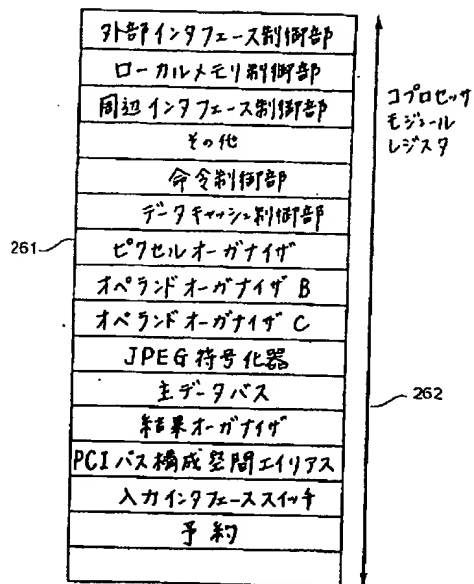 外部インタフェース制御部
ローカルメモリ制御部
周辺インタフェース制御部
その他
命令制御部
データキャッシュ制御部
ピクセルオーガナイザ
オペランドオーガナイザ B
オペランドオーガナイザ C
JPEG 符号化器
主データパス
結果オーガナイザ
PCIバス構成空間エイリアス
入力インタフェーススイッチ
予約
コプロセッサ
モジュール
レジスタ
261
262